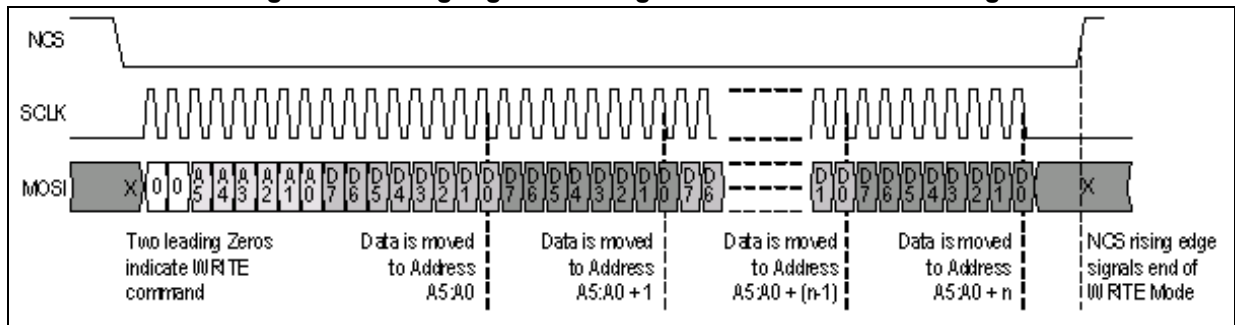 NCS
SCLK
MOSI X 0 0 A5 A4 A3 A2 A1 A0 D7 D6 D5 D4 D3 D2 D1 D0 D7 D6 D5 D4 D3 D2 D1 D0 D7 D6 D1 D0 D7 D6 D5 D4 D3 D2 D1 D0 X
Two leading Zeros
indicate WRITE
command
Data is moved
to Address
A5:A0
Data is moved
to Address
A5:A0 +1
Data is moved
to Address
A5:A0 + (n-1)
Data is moved
to Address
A5:A0 + n
NCS rising edge
signals end of
WRITE Mode